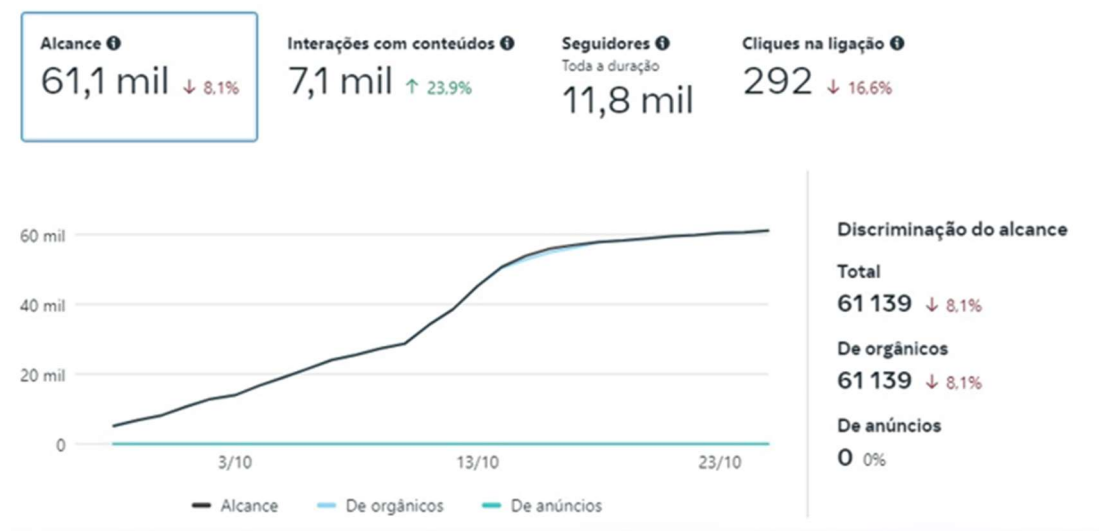 Alcance
61,1 mil ↓ 8,1%
Interações com conteúdos
7,1 mil ↑ 23,9%
Seguidores
Toda a duração
11,8 mil
Cliques na ligação
292 ↓ 16,6%
60 mil
40 mil
20 mil
0
3/10 13/10 23/10
Alcance De orgânicos De anúncios
Discriminação do alcance
Total
61 139 ↓ 8,1%
De orgânicos
61 139 ↓ 8,1%
De anúncios
0 0%